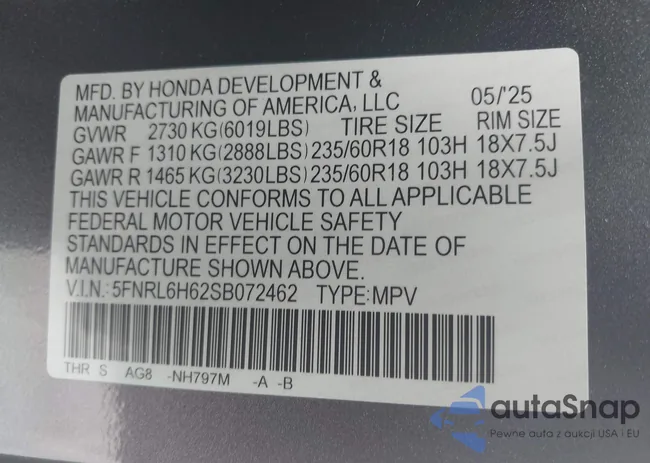 MFD. BY HONDA DEVELOPMENT &
MANUFACTURING OF AMERICA, LLC 05/'25
GVWR 2730 KG(6019LBS) TIRE SIZE RIM SIZE
GAWR F 1310 KG(2888LBS) 235/60R18 103H 18X7.5J
GAWR R 1465 KG(3230LBS) 235/60R18 103H 18X7.5J
THIS VEHICLE CONFORMS TO ALL APPLICABLE
FEDERAL MOTOR VEHICLE SAFETY
STANDARDS IN EFFECT ON THE DATE OF
MANUFACTURE SHOWN ABOVE.
V.I.N.: 5FNRL6H62SB072462 TYPE:MPV
THR S AG8 -NH797M -A -B
autaSnap
Pewne auta z aukcji USA i EU